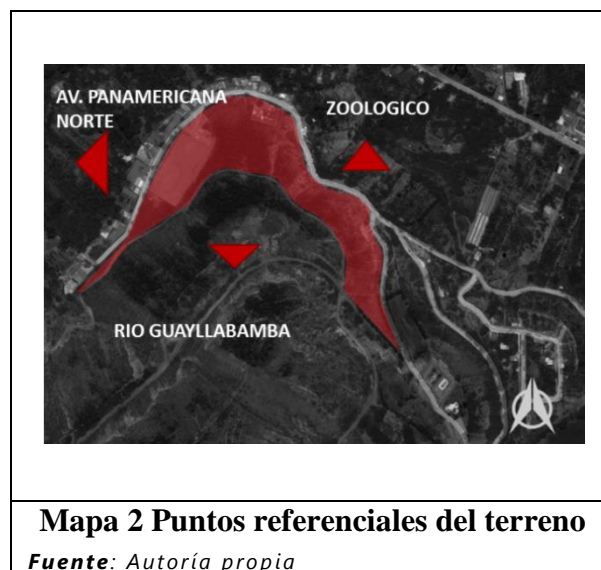 AV. PANAMERICANA
NORTE
ZOOLOGICO
RIO GUAYLLABAMBA
Mapa 2 Puntos referenciales del terreno
Fuente: Autoría propia